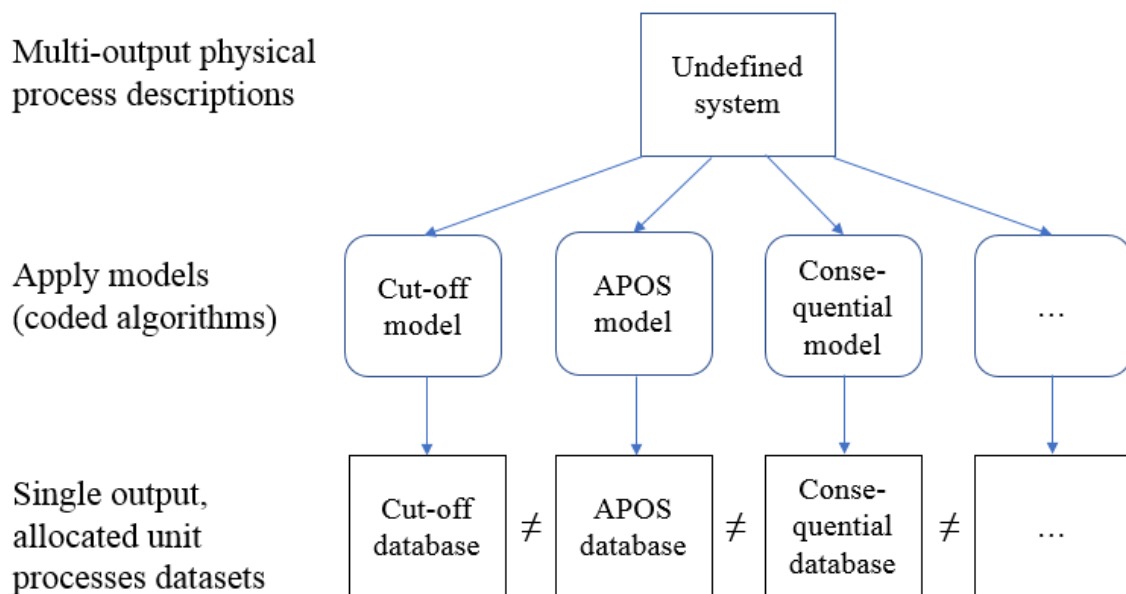 Multi-output physical
process descriptions
Undefined
system
Apply models
(coded algorithms)
Cut-off
model
APOS
model
Conse-
quential
model
…
Single output,
allocated unit
processes datasets
Cut-off
database
≠
APOS
database
≠
Conse-
quential
database
≠
…